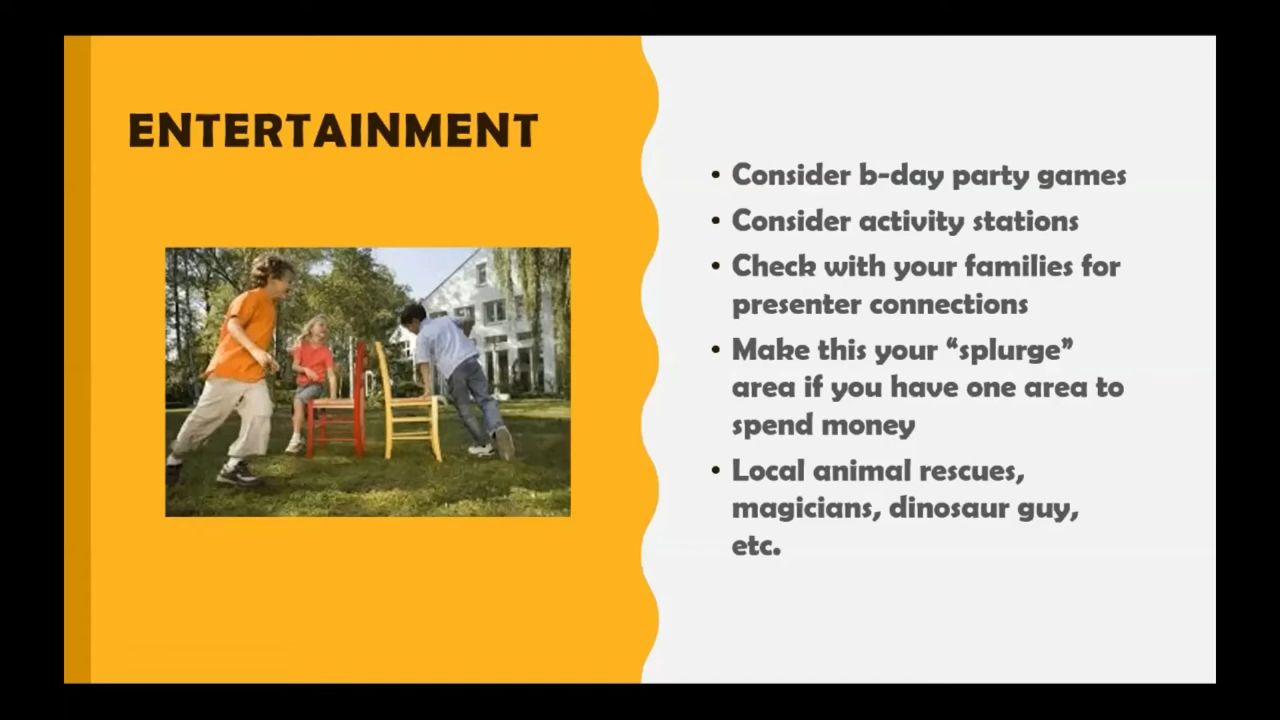 ENTERTAINMENT
• Consider b-day party games
• Consider activity stations
• Check with your families for
presenter connections
• Make this your “splurge”
area if you have one area to
spend money
• Local animal rescues,
magicians, dinosaur guy,
etc.